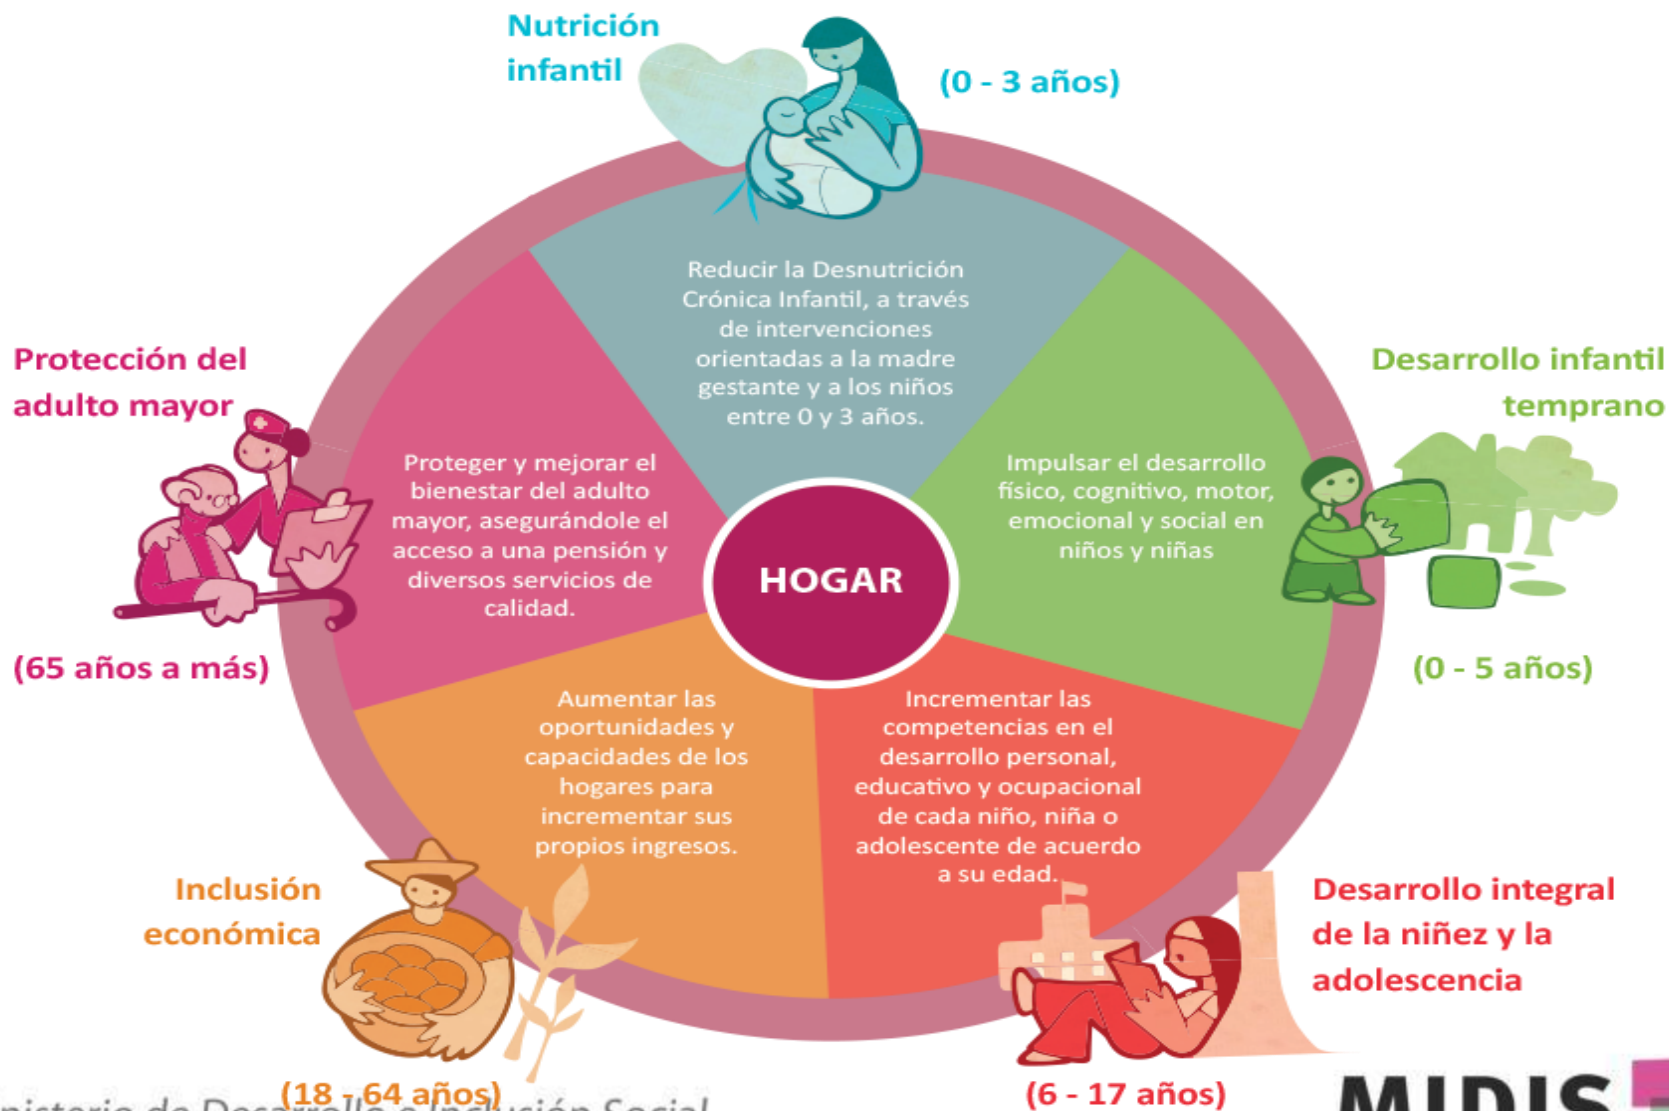 Nutrición
infantil
(0 - 3 años)
Reducir la Desnutrición
Crónica Infantil, a través
de intervenciones
orientadas a la madre
gestante y a los niños
entre 0 y 3 años.
Desarrollo infantil
temprano
Impulsar el desarrollo
físico, cognitivo, motor,
emocional y social en
niños y niñas
(0 - 5 años)
HOGAR
Protección del
adulto mayor
Proteger y mejorar el
bienestar del adulto
mayor, asegurándole el
acceso a una pensión y
diversos servicios de
calidad.
(65 años a más)
Aumentar las
oportunidades y
capacidades de los
hogares para
incrementar sus
propios ingresos.
Inclusión
económica
(18 - 64 años)
Incrementar las
competencias en el
desarrollo personal,
educativo y ocupacional
de cada niño, niña o
adolescente de acuerdo
a su edad.
Desarrollo integral
de la niñez y la
adolescencia
(6 - 17 años)
nisterio de Desarrollo e Inclusión Social
MIDIS